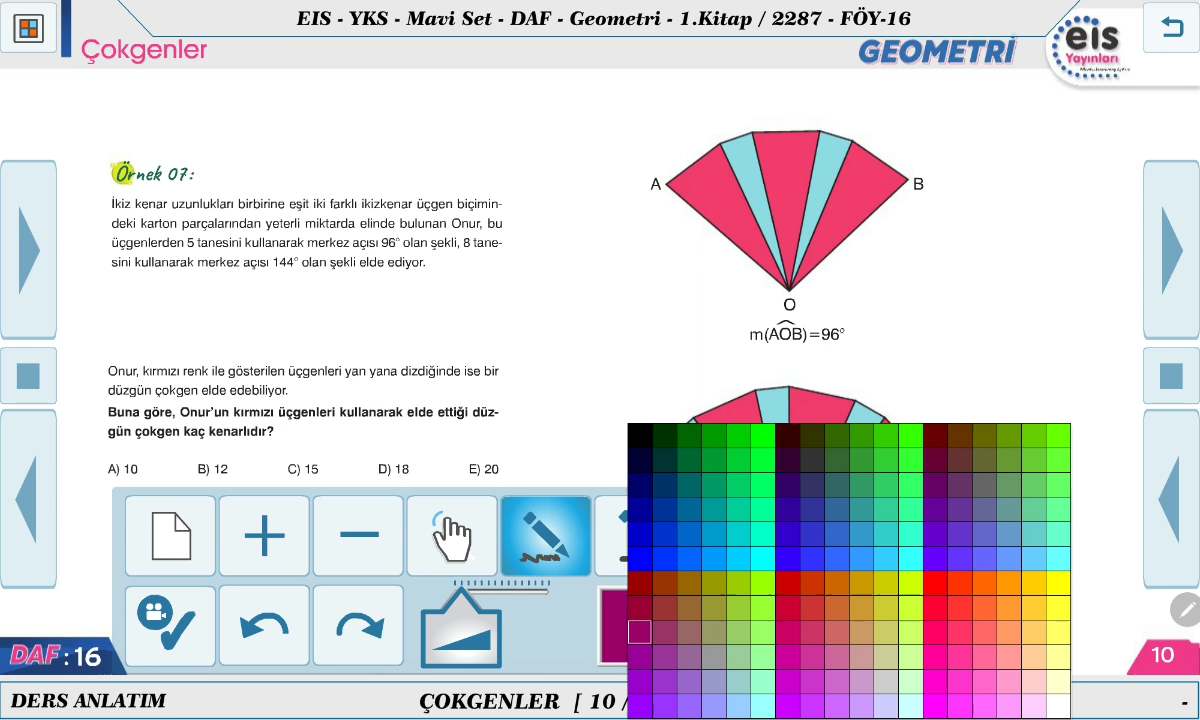 EIS - YKS - Mavi Set - DAF - Geometri - 1.Kitap / 2287 - FÖY-16
Çokgenler
GEOMETRİ
eis
Yayınları
Örnek 07:
İkiz kenar uzunlukları birbirine eşit iki farklı ikizkenar üçgen biçimin-
deki karton parçalarından yeterli miktarda elinde bulunan Onur, bu
üçgenlerden 5 tanesini kullanarak merkez açısı 96° olan şekli, 8 tane-
sini kullanarak merkez açısı 144° olan şekli elde ediyor.
A
B
O
m(AOB)=96°
Onur, kırmızı renk ile gösterilen üçgenleri yan yana dizdiğinde ise bir
düzgün çokgen elde edebiliyor.
Buna göre, Onur'un kırmızı üçgenleri kullanarak elde ettiği düz-
gün çokgen kaç kenarlıdır?
A) 10 B) 12 C) 15 D) 18 E) 20
DAF : 16
10
DERS ANLATIM
ÇOKGENLER [ 10 /
-